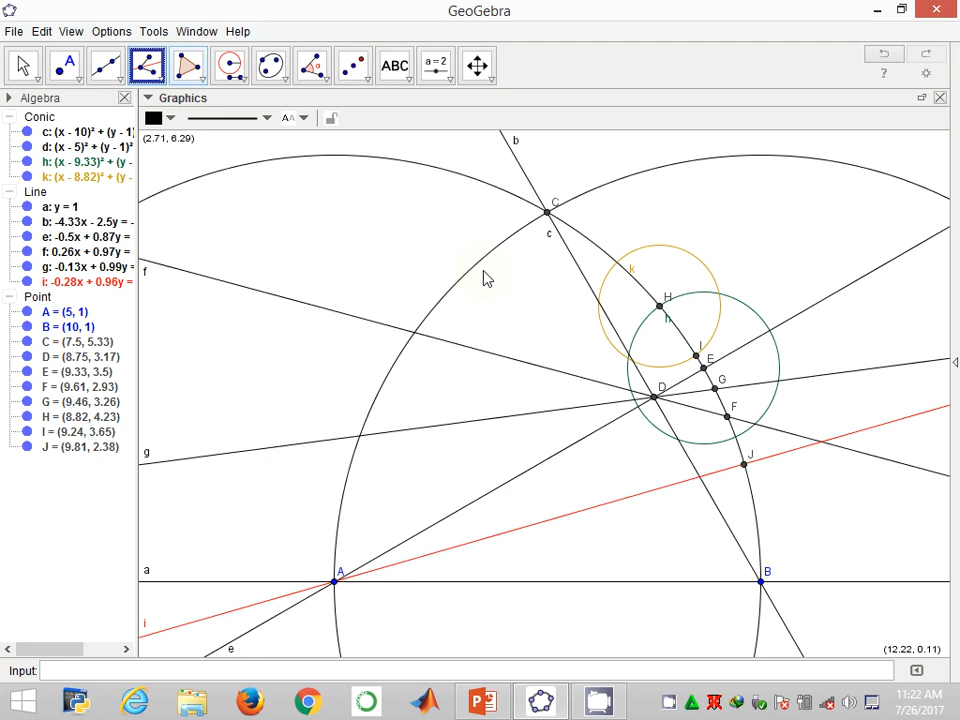 GeoGebra
File Edit View Options Tools Window Help
ABC a=2
Algebra
Graphics
Conic
c: (x - 10)² + (y - 1)
d: (x - 5)² + (y - 1)²
h: (x - 9.33)² + (y -
k: (x - 8.82)² + (y -
Line
a: y = 1
b: -4.33x - 2.5y = -
e: -0.5x + 0.87y =
f: 0.26x + 0.97y =
g: -0.13x + 0.99y =
i: -0.28x + 0.96y =
Point
A = (5, 1)
B = (10, 1)
C = (7.5, 5.33)
D = (8.75, 3.17)
E = (9.33, 3.5)
F = (9.61, 2.93)
G = (9.46, 3.26)
H = (8.82, 4.23)
I = (9.24, 3.65)
J = (9.81, 2.38)
AA
(2.71, 6.29)
b
C
c
f
k
H
h
I
E
D
G
F
g
J
a
A
B
i
e
(12.22, 0.11)
Input:
11:22 AM
7/26/2017